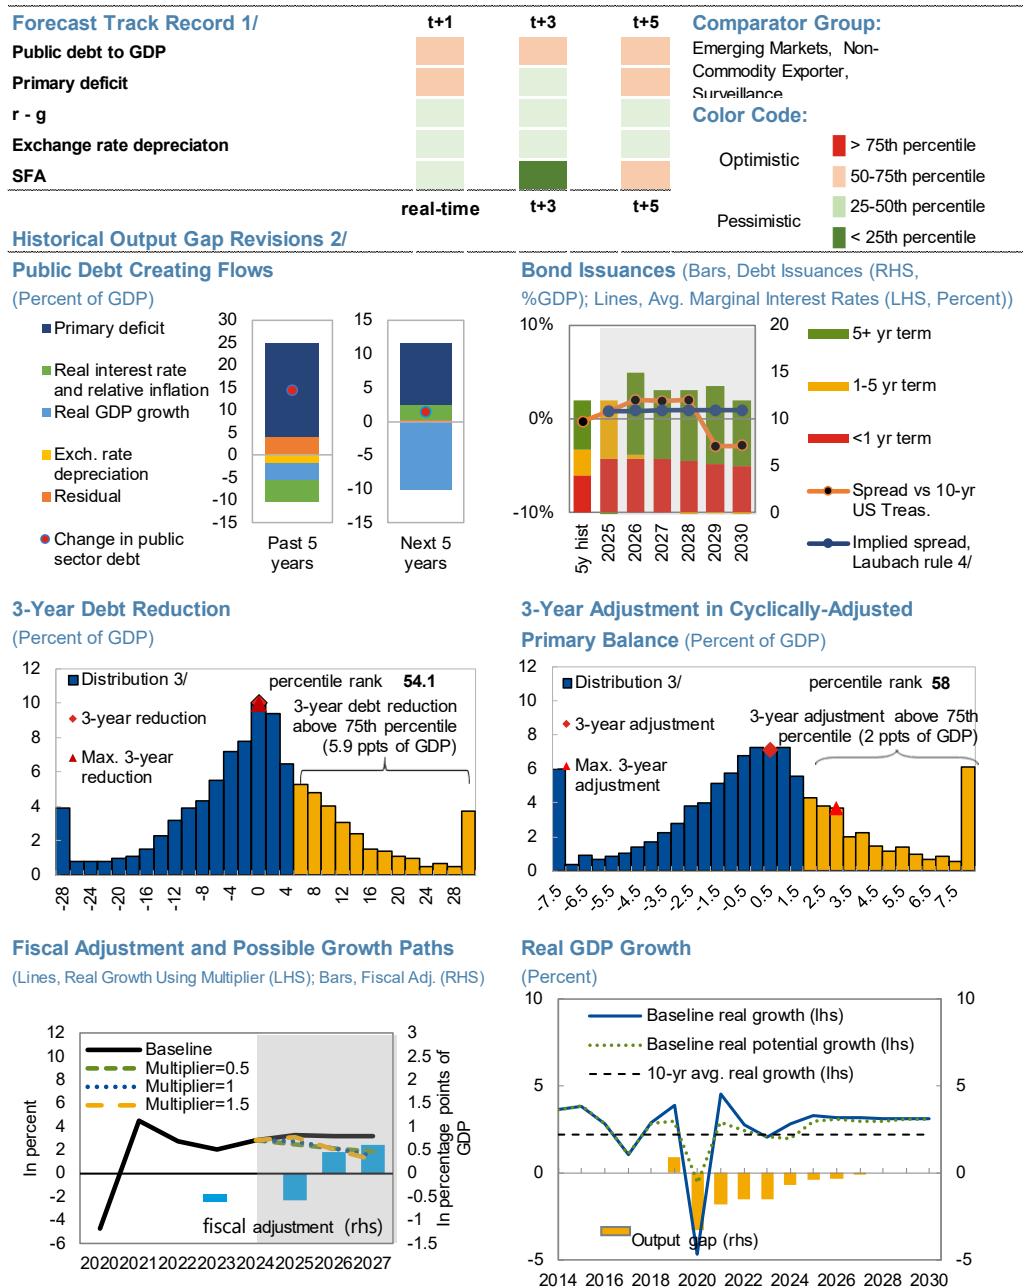 Forecast Track Record 1/
t+1 t+3 t+5
Comparator Group:
Public debt to GDP
Primary deficit
r - g
Exchange rate depreciaton
SFA
real-time t+3 t+5
Emerging Markets, Non-
Commodity Exporter,
Surveillance
Color Code:
Optimistic
> 75th percentile
50-75th percentile
25-50th percentile
Pessimistic
< 25th percentile
Historical Output Gap Revisions 2/
Public Debt Creating Flows
(Percent of GDP)
Primary deficit
Real interest rate
and relative inflation
Real GDP growth
Exch. rate
depreciation
Residual
Change in public
sector debt
30
25
20
15
10
5
0
-5
-10
-15
15
10
5
0
-5
-10
-15
Past 5
years
Next 5
years
Bond Issuances (Bars, Debt Issuances (RHS,
%GDP); Lines, Avg. Marginal Interest Rates (LHS, Percent))
10%
0%
-10%
20
15
10
5
0
5y hist
2025
2026
2027
2028
2029
2030
5+ yr term
1-5 yr term
<1 yr term
Spread vs 10-yr
US Treas.
Implied spread,
Laubach rule 4/
3-Year Debt Reduction
(Percent of GDP)
12
10
8
6
4
2
0
Distribution 3/
3-year reduction
Max. 3-year
reduction
percentile rank 54.1
3-year debt reduction
above 75th percentile
(5.9 ppts of GDP)
-28 -24 -20 -16 -12 -8 -4 0 4 8 12 16 20 24 28
3-Year Adjustment in Cyclically-Adjusted
Primary Balance (Percent of GDP)
12
10
8
6
4
2
0
Distribution 3/
3-year adjustment
Max. 3-year
adjustment
percentile rank 58
3-year adjustment above 75th
percentile (2 ppts of GDP)
-7.5 -6.5 -5.5 -4.5 -3.5 -2.5 -1.5 -0.5 0.5 1.5 2.5 3.5 4.5 5.5 6.5 7.5
Fiscal Adjustment and Possible Growth Paths
(Lines, Real Growth Using Multiplier (LHS); Bars, Fiscal Adj. (RHS)
In percent
12
10
8
6
4
2
0
-2
-4
-6
Baseline
Multiplier=0.5
Multiplier=1
Multiplier=1.5
fiscal adjustment (rhs)
3
2.5
2
1.5
1
0.5
0
-0.5
-1
-1.5
In percentage points of
GDP
2020 2021 2022 2023 2024 2025 2026 2027
Real GDP Growth
(Percent)
10
5
0
-5
Baseline real growth (lhs)
Baseline real potential growth (lhs)
10-yr avg. real growth (lhs)
Output gap (rhs)
10
5
0
-5
2014 2016 2018 2020 2022 2024 2026 2028 2030